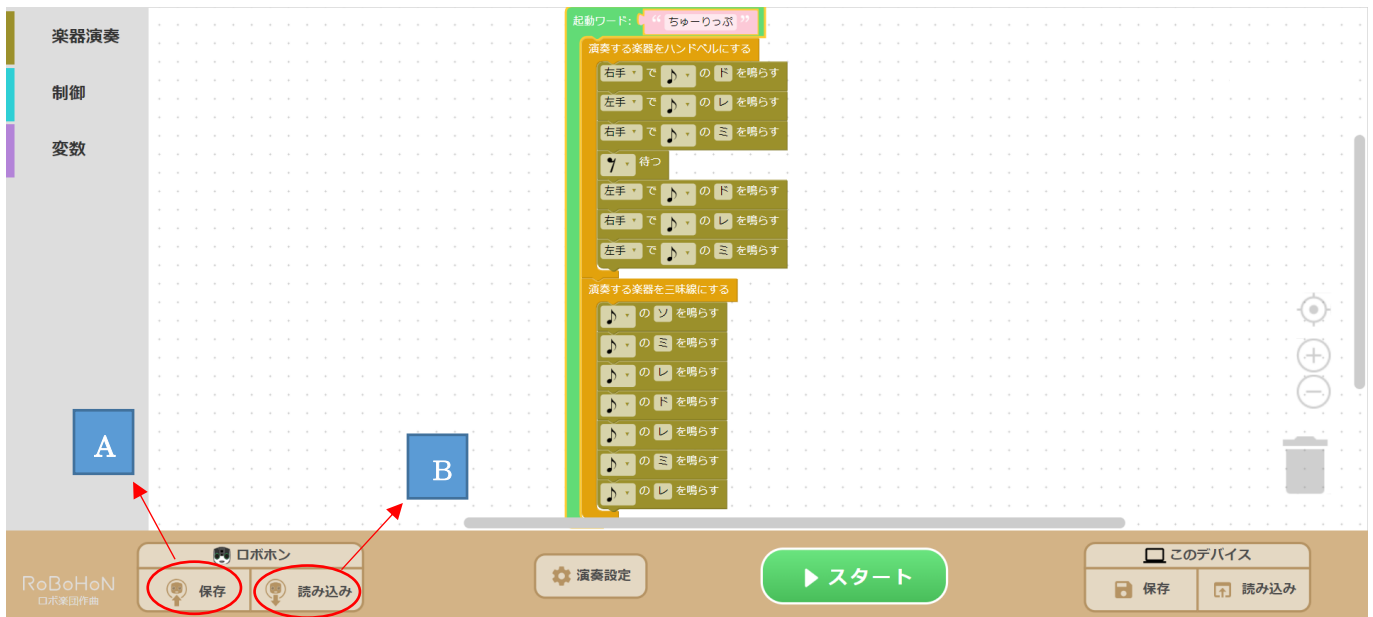 楽器演奏
制御
変数
起動ワード: “ ちゅーりっぷ ”
演奏する楽器をハンドベルにする
右手 で ♪ の ド を鳴らす
左手 で ♪ の レ を鳴らす
右手 で ♪ の ミ を鳴らす
待つ
左手 で ♪ の ド を鳴らす
右手 で ♪ の レ を鳴らす
左手 で ♪ の ミ を鳴らす
演奏する楽器を三味線にする
♪ の ソ を鳴らす
♪ の ミ を鳴らす
♪ の レ を鳴らす
♪ の ド を鳴らす
♪ の レ を鳴らす
♪ の ミ を鳴らす
♪ の レ を鳴らす
A
B
RoBoHoN
ロボ楽団作曲
ロボホン
保存
読み込み
演奏設定
スタート
このデバイス
保存
読み込み